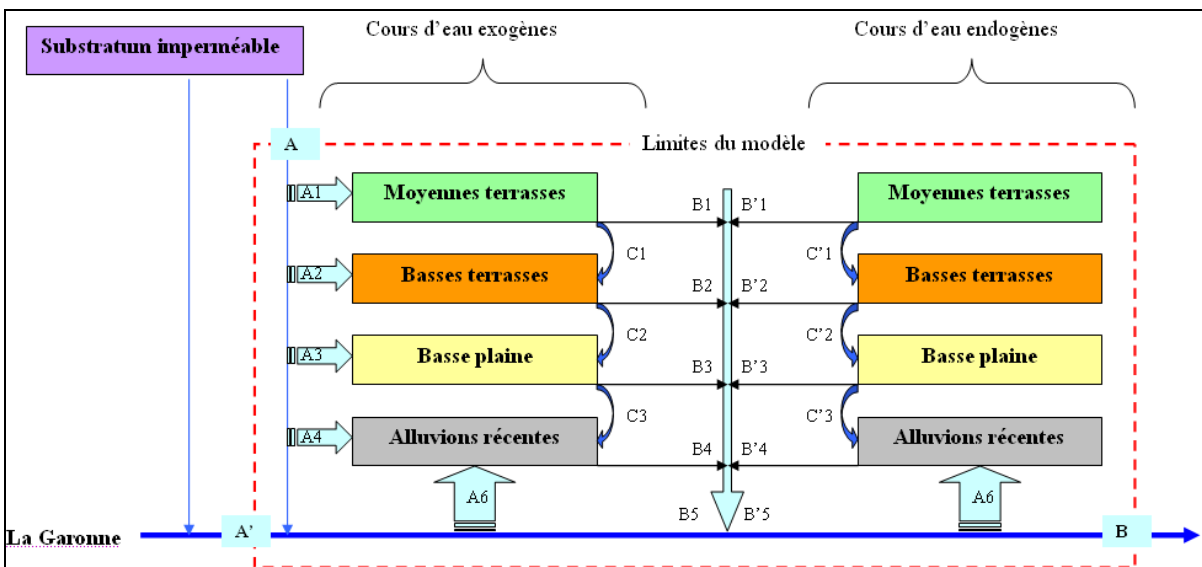 Cours d'eau exogènes
Cours d'eau endogènes
Substratum imperméable
A
Limites du modèle
A1
Moyennes terrasses
B1
B'1
Moyennes terrasses
C1
C'1
A2
Basses terrasses
B2
B'2
Basses terrasses
C2
C'2
A3
Basse plaine
B3
B'3
Basse plaine
C3
C'3
A4
Alluvions récentes
B4
B'4
Alluvions récentes
A6
A6
B5
B'5
La Garonne
A'
B